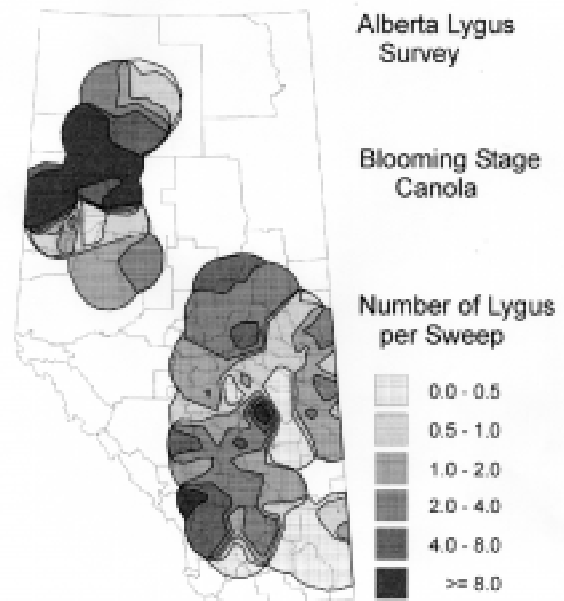 Alberta Lygus
Survey
Blooming Stage
Canola
Number of Lygus
per Sweep
0.0 - 0.5
0.5 - 1.0
1.0 - 2.0
2.0 - 4.0
4.0 - 8.0
>= 8.0